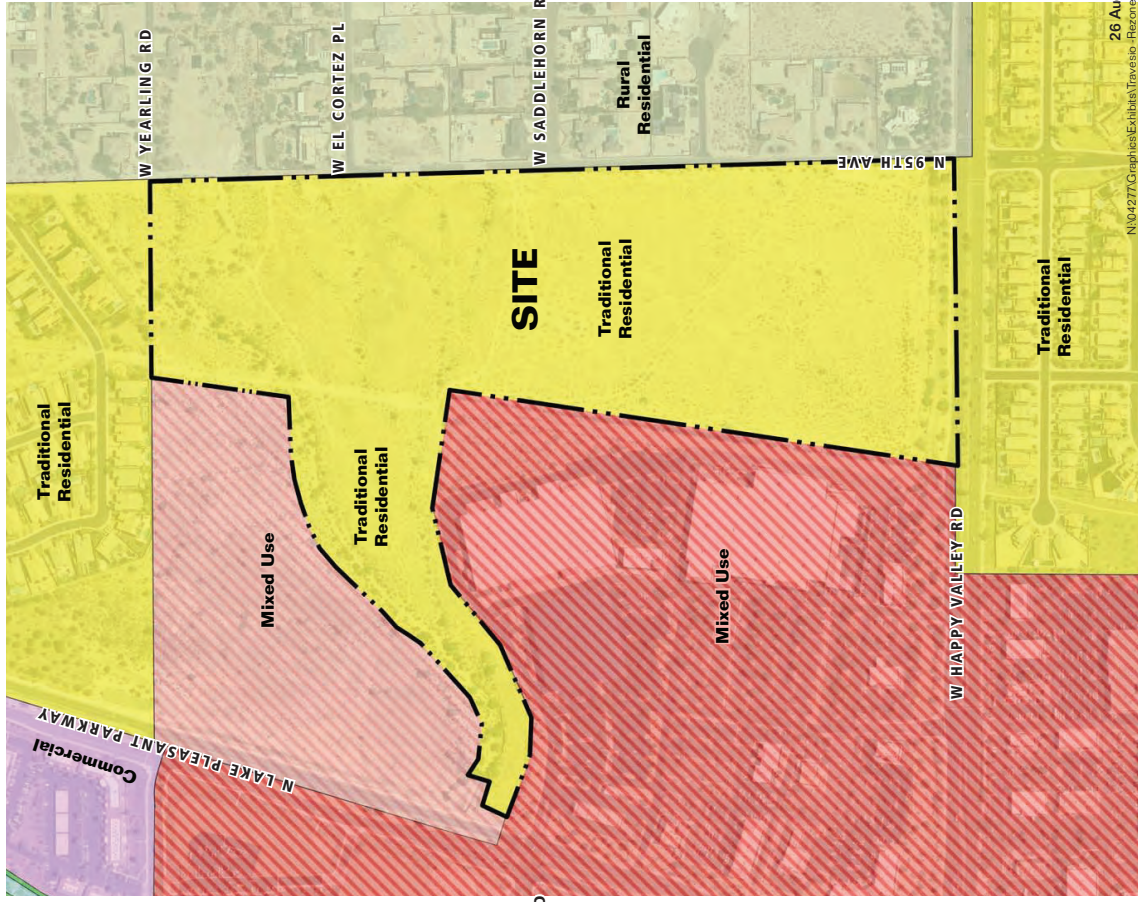 W YEARLING RD
W EL CORTEZ PL
W SADDLEHORN R
Rural
Residential
N 95TH AVE
26 Au
N:\04277\Graphics\Exhibits\Travesio - Rezone
Traditional
Residential
SITE
Traditional
Residential
Traditional
Residential
Traditional
Residential
Mixed Use
Mixed Use
W HAPPY VALLEY RD
N LAKE PLEASANT PARKWAY
Commercial